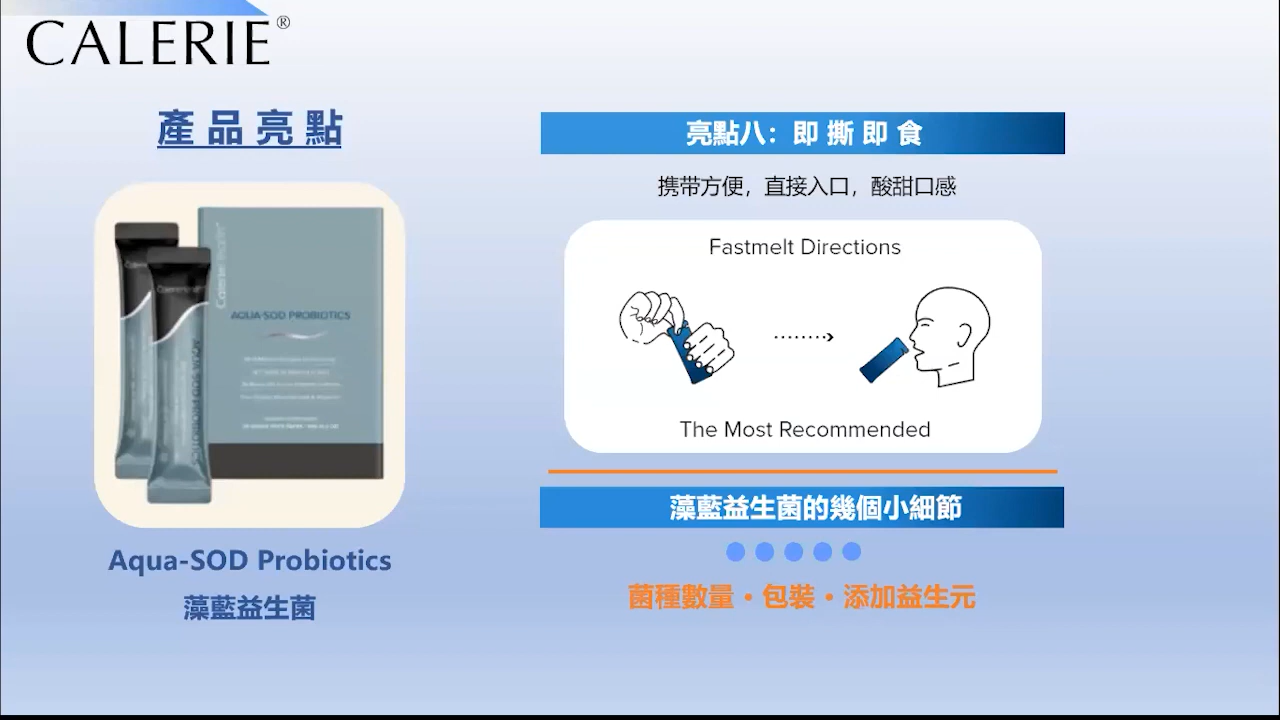 CALERIE®
產品亮點
AQUA-SOD PROBIOTICS
Aqua-SOD Probiotics
藻藍益生菌
亮點八：即撕即食
携带方便，直接入口，酸甜口感
Fastmelt Directions
The Most Recommended
藻藍益生菌的幾個小細節
菌種數量·包裝·添加益生元